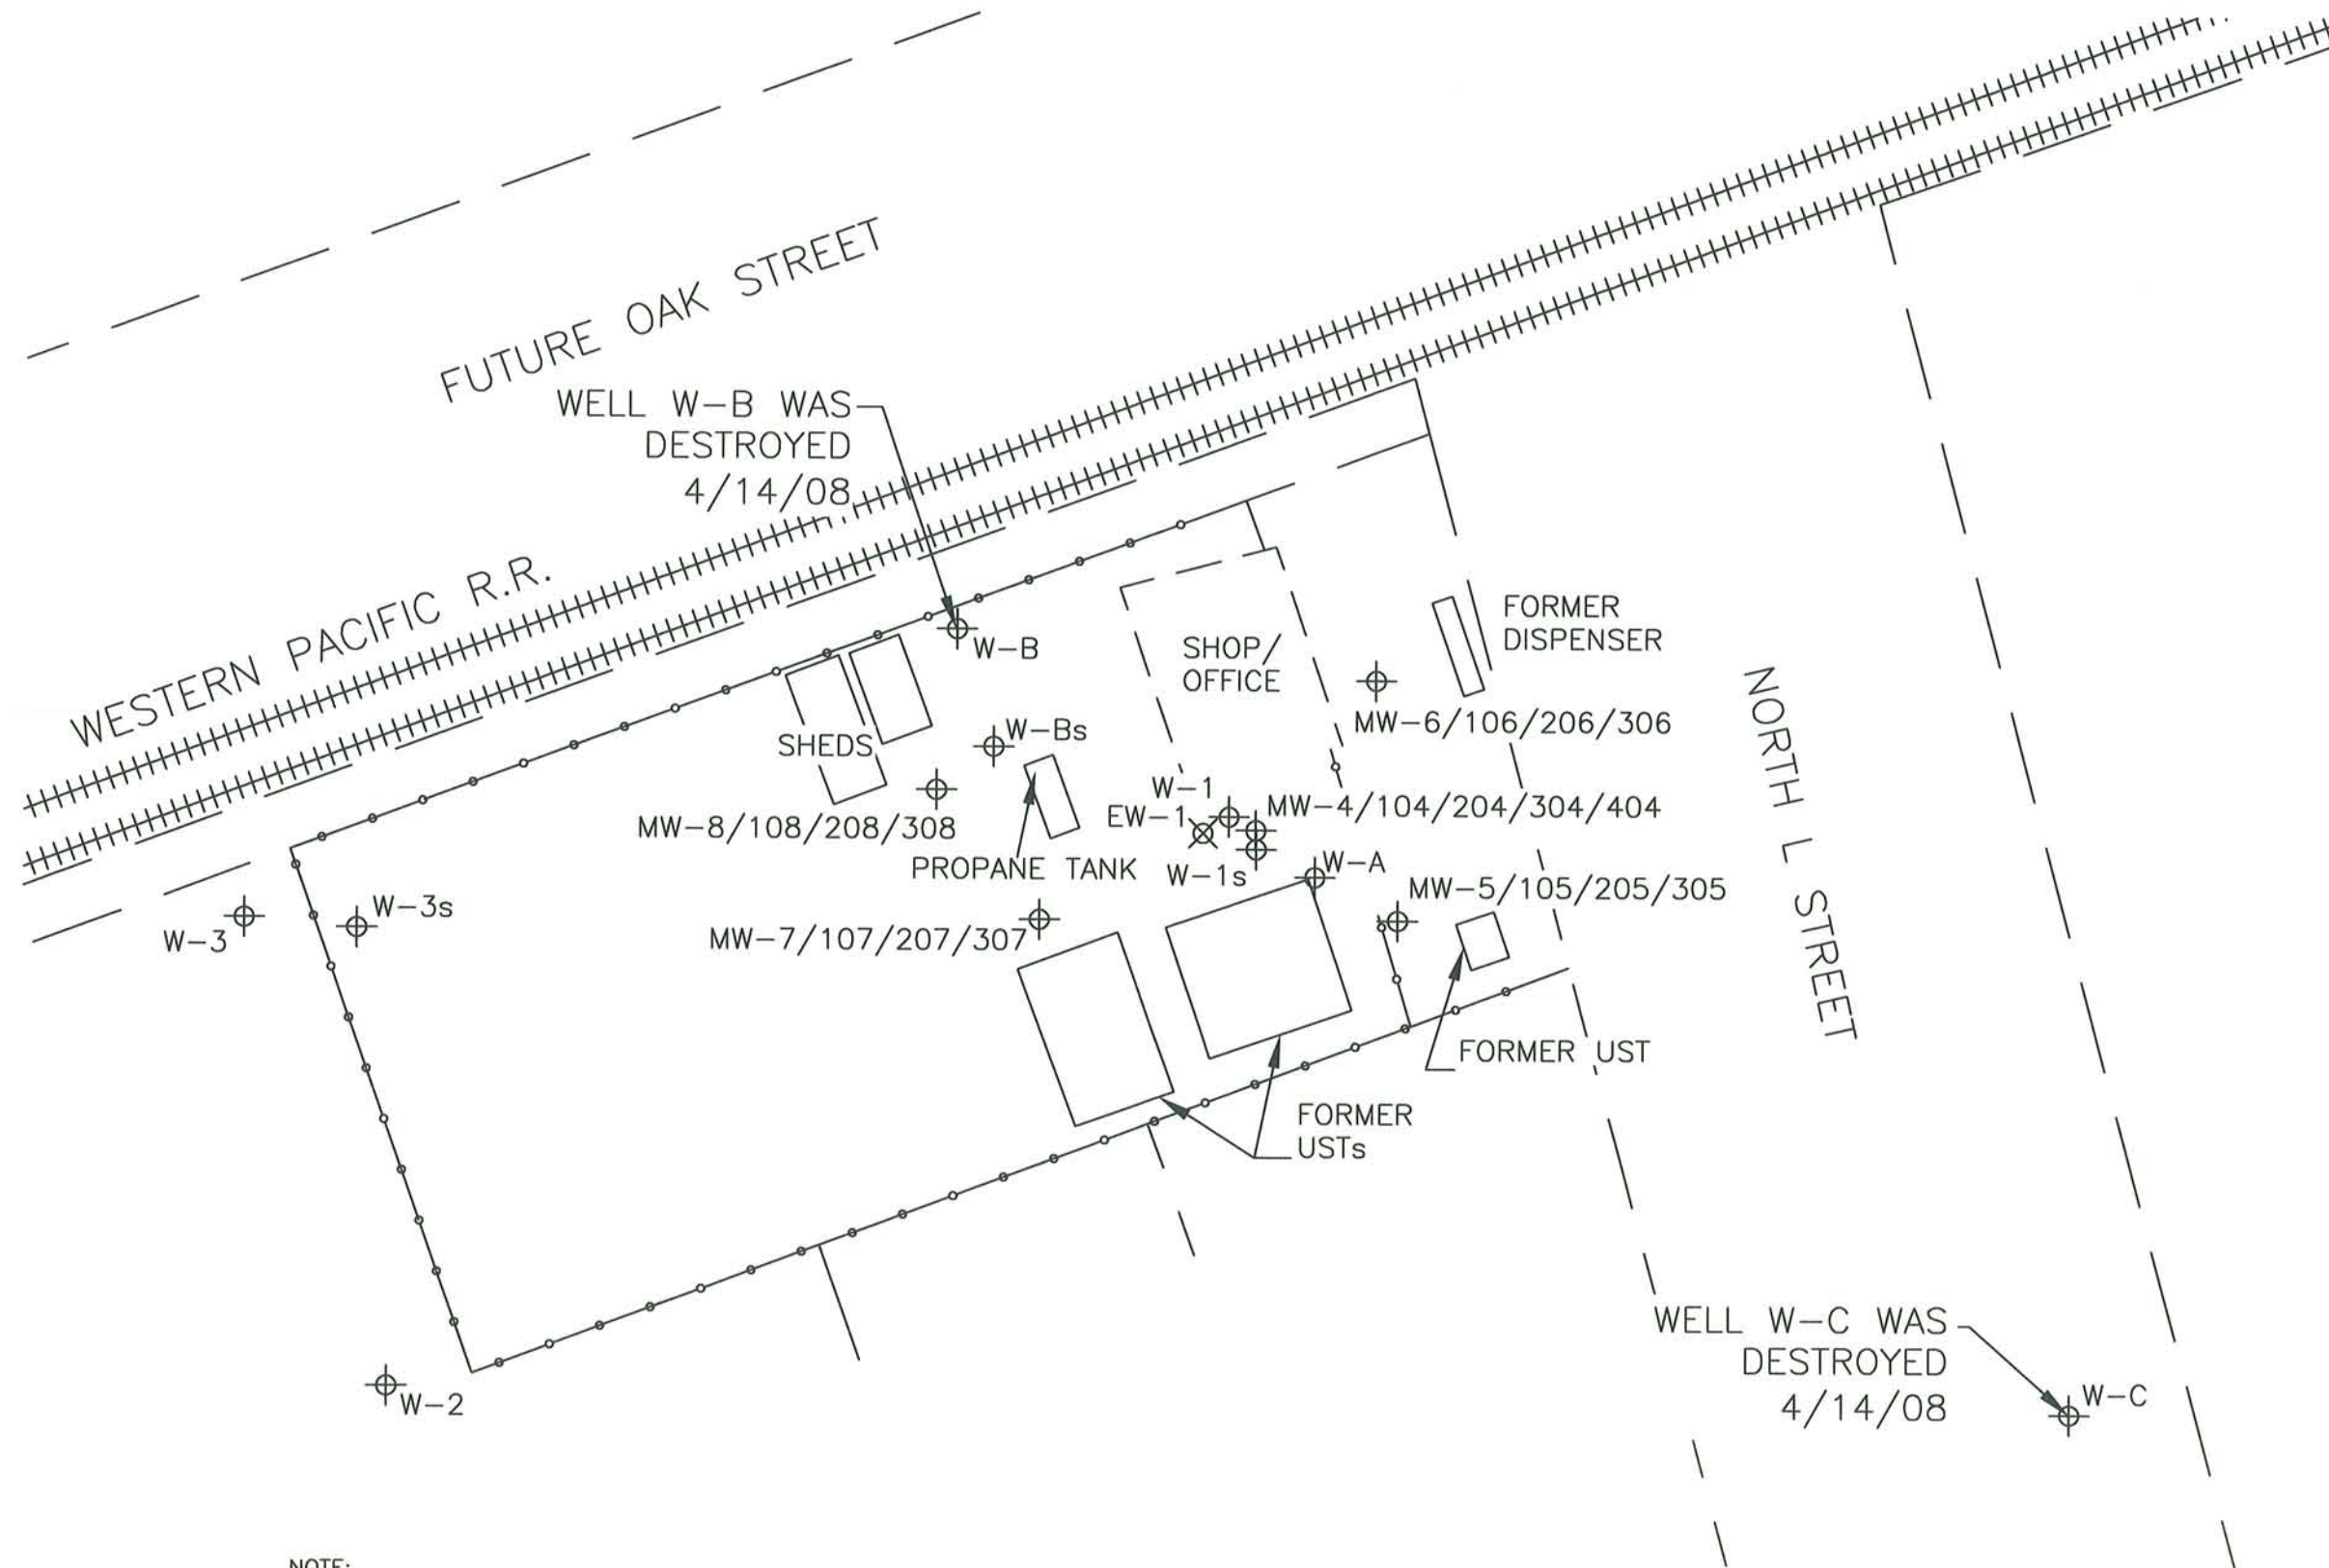 FUTURE OAK STREET
WELL W-B WAS
DESTROYED
4/14/08
WESTERN PACIFIC R.R.
W-B
SHOP/
OFFICE
FORMER
DISPENSER
SHEDS
W-Bs
MW-6/106/206/306
NORTH L STREET
W-1
EW-1
MW-4/104/204/304/404
MW-8/108/208/308
PROPANE TANK
W-1s
W-A
MW-5/105/205/305
W-3
W-3s
MW-7/107/207/307
FORMER UST
FORMER
USTs
W-2
WELL W-C WAS
DESTROYED
4/14/08
W-C
NOTE: